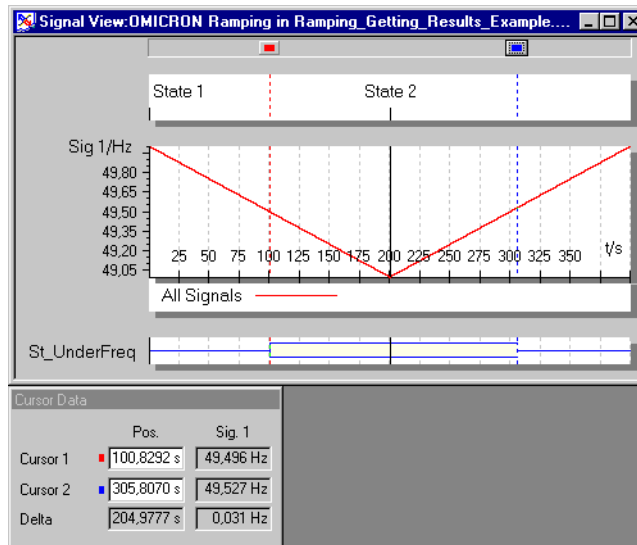 Signal View:OMICRON Ramping in Ramping_Getting_Results_Example....
State 1 State 2
Sig 1/Hz
49,80
49,65
49,50
49,35
49,20
49,05
25 50 75 100 125 150 175 200 225 250 275 300 325 350 t/s
All Signals
St_UnderFreq
Cursor Data
Pos. Sig. 1
Cursor 1 100,8292 s 49,496 Hz
Cursor 2 305,8070 s 49,527 Hz
Delta 204,9777 s 0,031 Hz